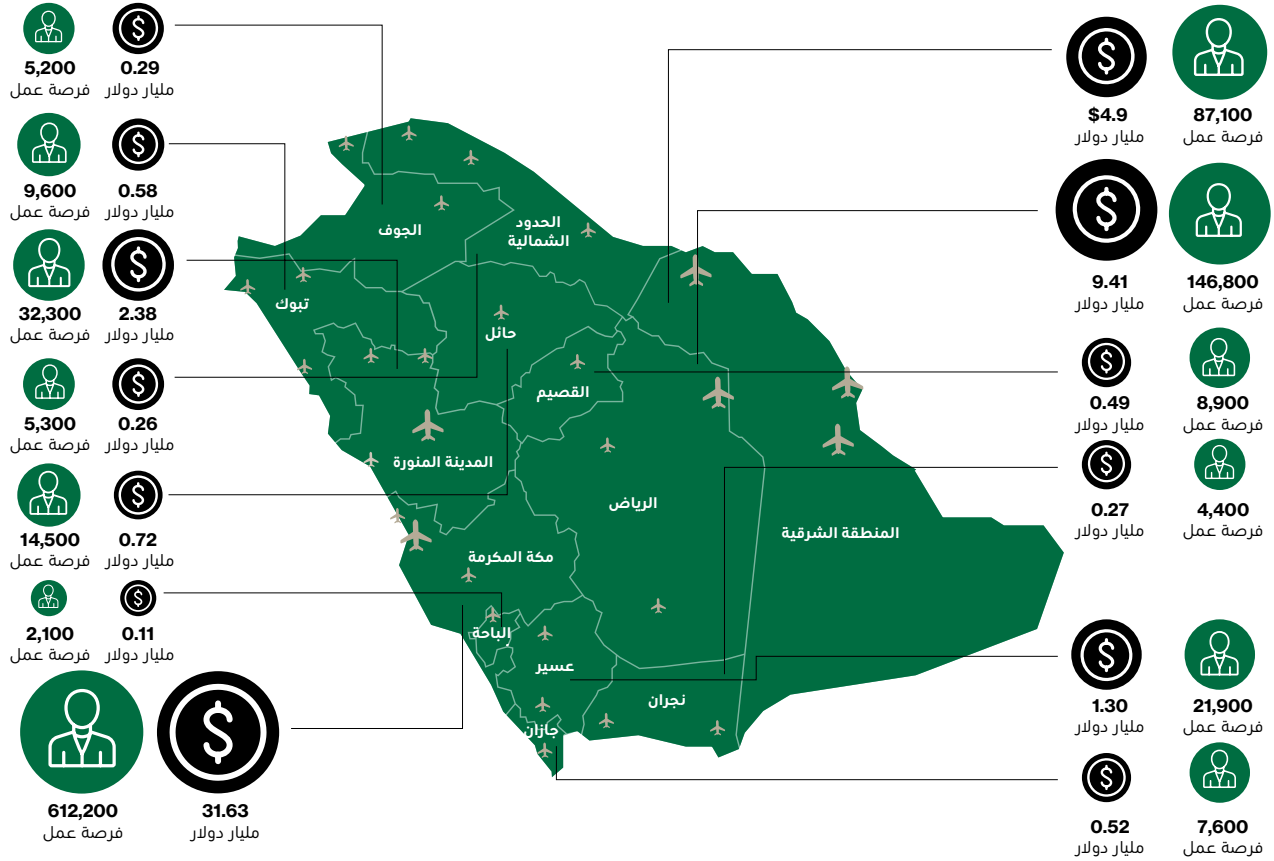 5,200
فرصة عمل
0.29
مليار دولار
9,600
فرصة عمل
0.58
مليار دولار
32,300
فرصة عمل
2.38
مليار دولار
5,300
فرصة عمل
0.26
مليار دولار
14,500
فرصة عمل
0.72
مليار دولار
2,100
فرصة عمل
0.11
مليار دولار
612,200
فرصة عمل
31.63
مليار دولار
الجوف
الحدود
الشمالية
تبوك
حائل
القصيم
المدينة المنورة
الرياض
المنطقة الشرقية
مكة المكرمة
الباحة
عسير
نجران
جازان
$4.9
مليار دولار
87,100
فرصة عمل
9.41
مليار دولار
146,800
فرصة عمل
0.49
مليار دولار
8,900
فرصة عمل
0.27
مليار دولار
4,400
فرصة عمل
1.30
مليار دولار
21,900
فرصة عمل
0.52
مليار دولار
7,600
فرصة عمل